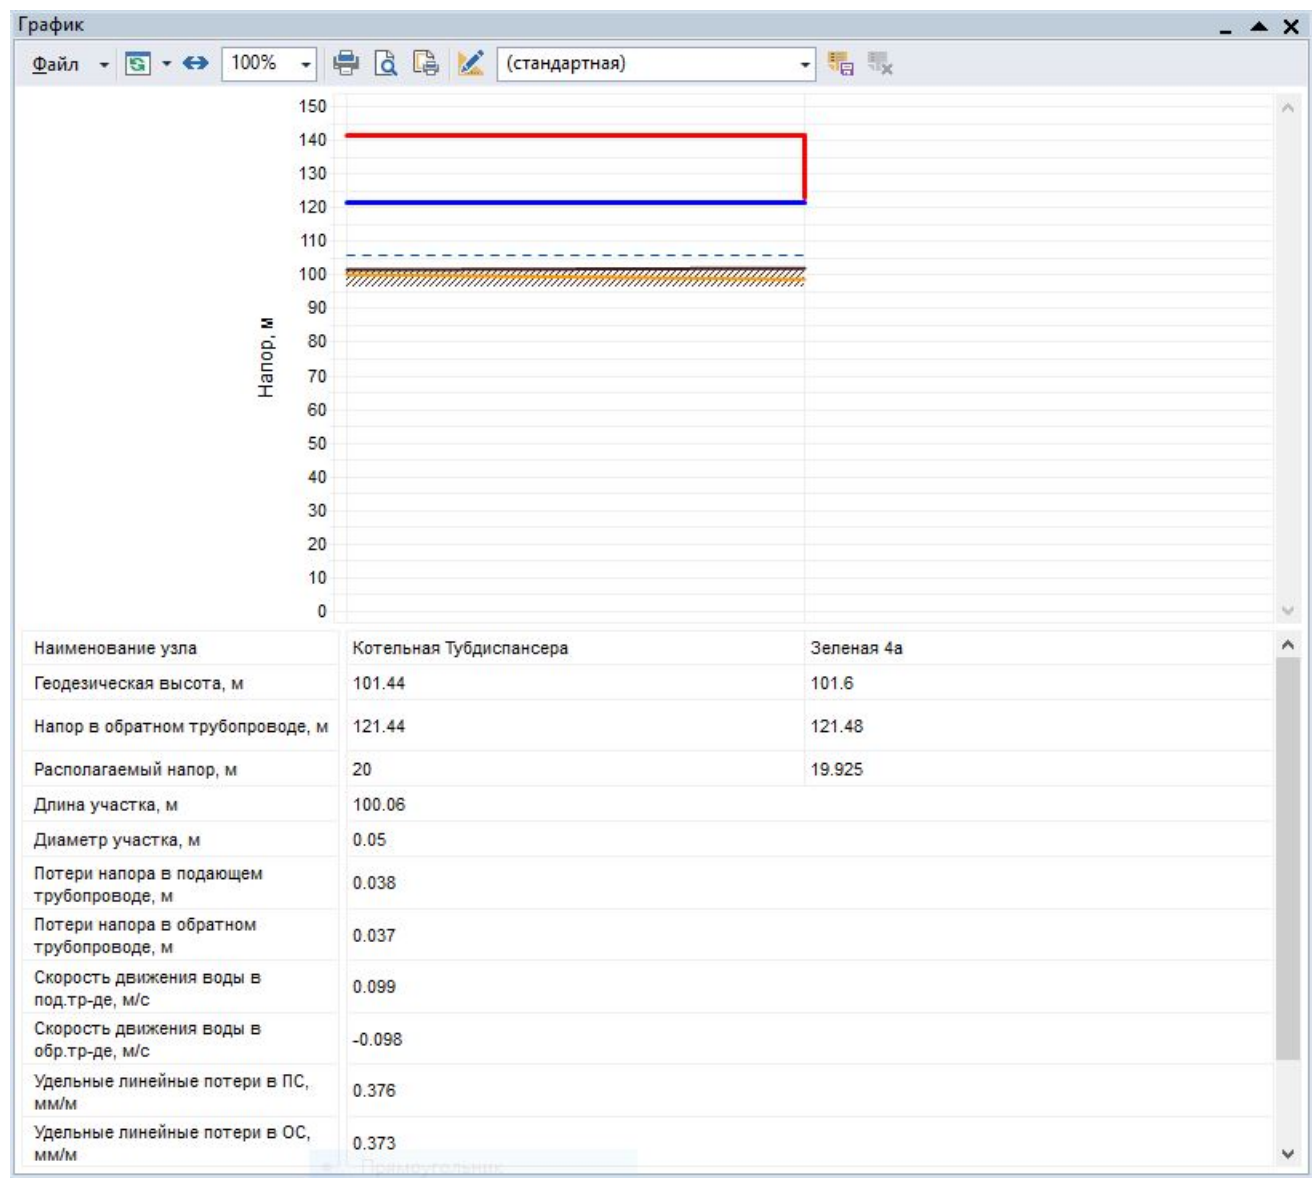 График
Файл
100%
(стандартная)
150
140
130
120
110
100
90
80
70
60
50
40
30
20
10
0
Напор, м
Наименование узла Котельная Тубдиспансера Зеленая 4а
Геодезическая высота, м 101.44 101.6
Напор в обратном трубопроводе, м 121.44 121.48
Располагаемый напор, м 20 19.925
Длина участка, м 100.06
Диаметр участка, м 0.05
Потери напора в подающем
трубопроводе, м 0.038
Потери напора в обратном
трубопроводе, м 0.037
Скорость движения воды в
под.тр-де, м/с 0.099
Скорость движения воды в
обр.тр-де, м/с -0.098
Удельные линейные потери в ПС,
мм/м 0.376
Удельные линейные потери в ОС,
мм/м 0.373
Прямоугольник